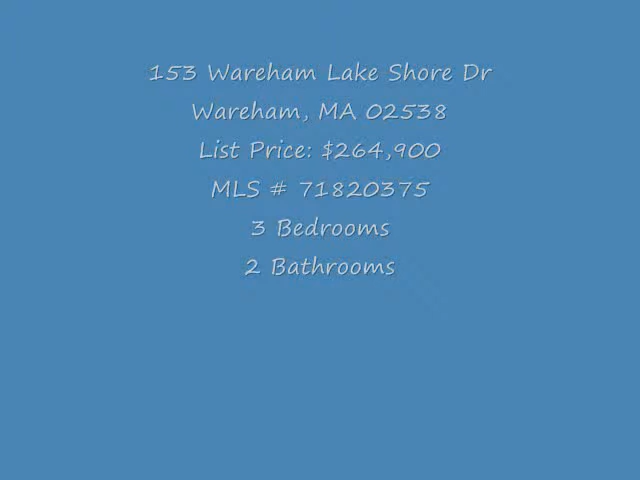 153 Wareham Lake Shore Dr
Wareham, MA 02538
List Price: $264,900
MLS # 71820375
3 Bedrooms
2 Bathrooms